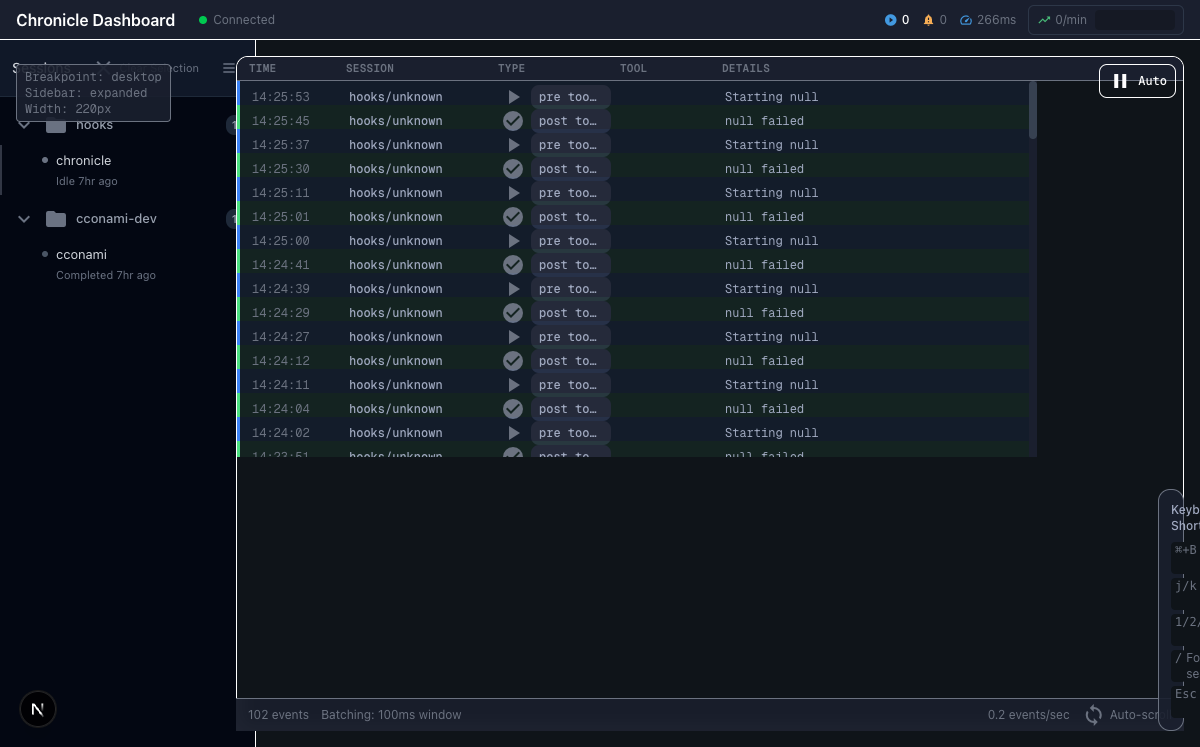 Chronicle Dashboard
Connected
0
0
266ms
0/min
Breakpoint: desktop
Sidebar: expanded
Width: 220px
hooks
chronicle
Idle 7hr ago
cconami-dev
cconami
Completed 7hr ago
TIME SESSION TYPE TOOL DETAILS
Auto
14:25:53 hooks/unknown pre too… Starting null
14:25:45 hooks/unknown post to… null failed
14:25:37 hooks/unknown pre too… Starting null
14:25:30 hooks/unknown post to… null failed
14:25:11 hooks/unknown pre too… Starting null
14:25:01 hooks/unknown post to… null failed
14:25:00 hooks/unknown pre too… Starting null
14:24:41 hooks/unknown post to… null failed
14:24:39 hooks/unknown pre too… Starting null
14:24:29 hooks/unknown post to… null failed
14:24:27 hooks/unknown pre too… Starting null
14:24:12 hooks/unknown post to… null failed
14:24:11 hooks/unknown pre too… Starting null
14:24:04 hooks/unknown post to… null failed
14:24:02 hooks/unknown pre too… Starting null
14:23:51 hooks/unknown post to… null failed
Keyb
Shor
⌘+B
j/k
1/2/
/ Fo
se
Esc
N
102 events Batching: 100ms window
0.2 events/sec
Auto-scro